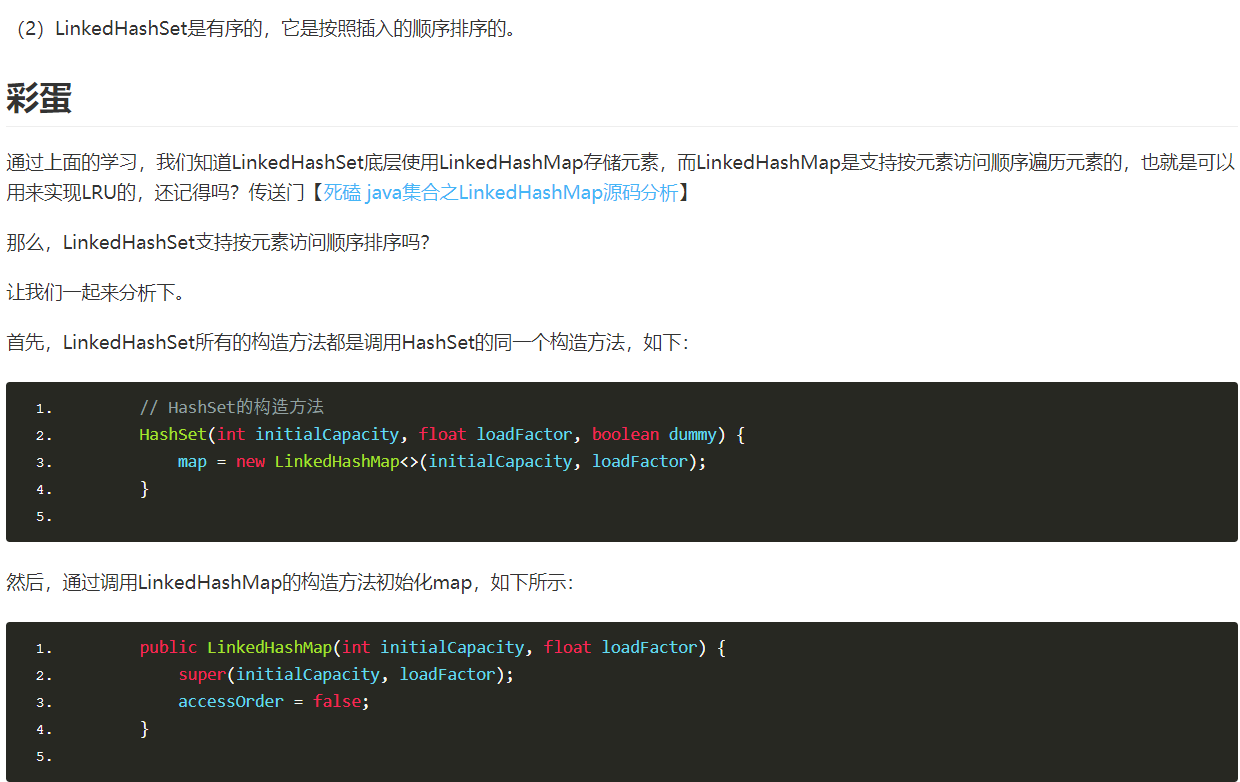 （2）LinkedHashSet是有序的，它是按照插入的顺序排序的。
彩蛋
通过上面的学习，我们知道LinkedHashSet底层使用LinkedHashMap存储元素，而LinkedHashMap是支持按元素访问顺序遍历元素的，也就是可以
用来实现LRU的，还记得吗？传送门【死磕 java集合之LinkedHashMap源码分析】
那么，LinkedHashSet支持按元素访问顺序排序吗？
让我们一起来分析下。
首先，LinkedHashSet所有的构造方法都是调用HashSet的同一个构造方法，如下：
1. // HashSet的构造方法
2. HashSet(int initialCapacity, float loadFactor, boolean dummy) {
3. map = new LinkedHashMap<>(initialCapacity, loadFactor);
4. }
5.
然后，通过调用LinkedHashMap的构造方法初始化map，如下所示：
1. public LinkedHashMap(int initialCapacity, float loadFactor) {
2. super(initialCapacity, loadFactor);
3. accessOrder = false;
4. }
5.